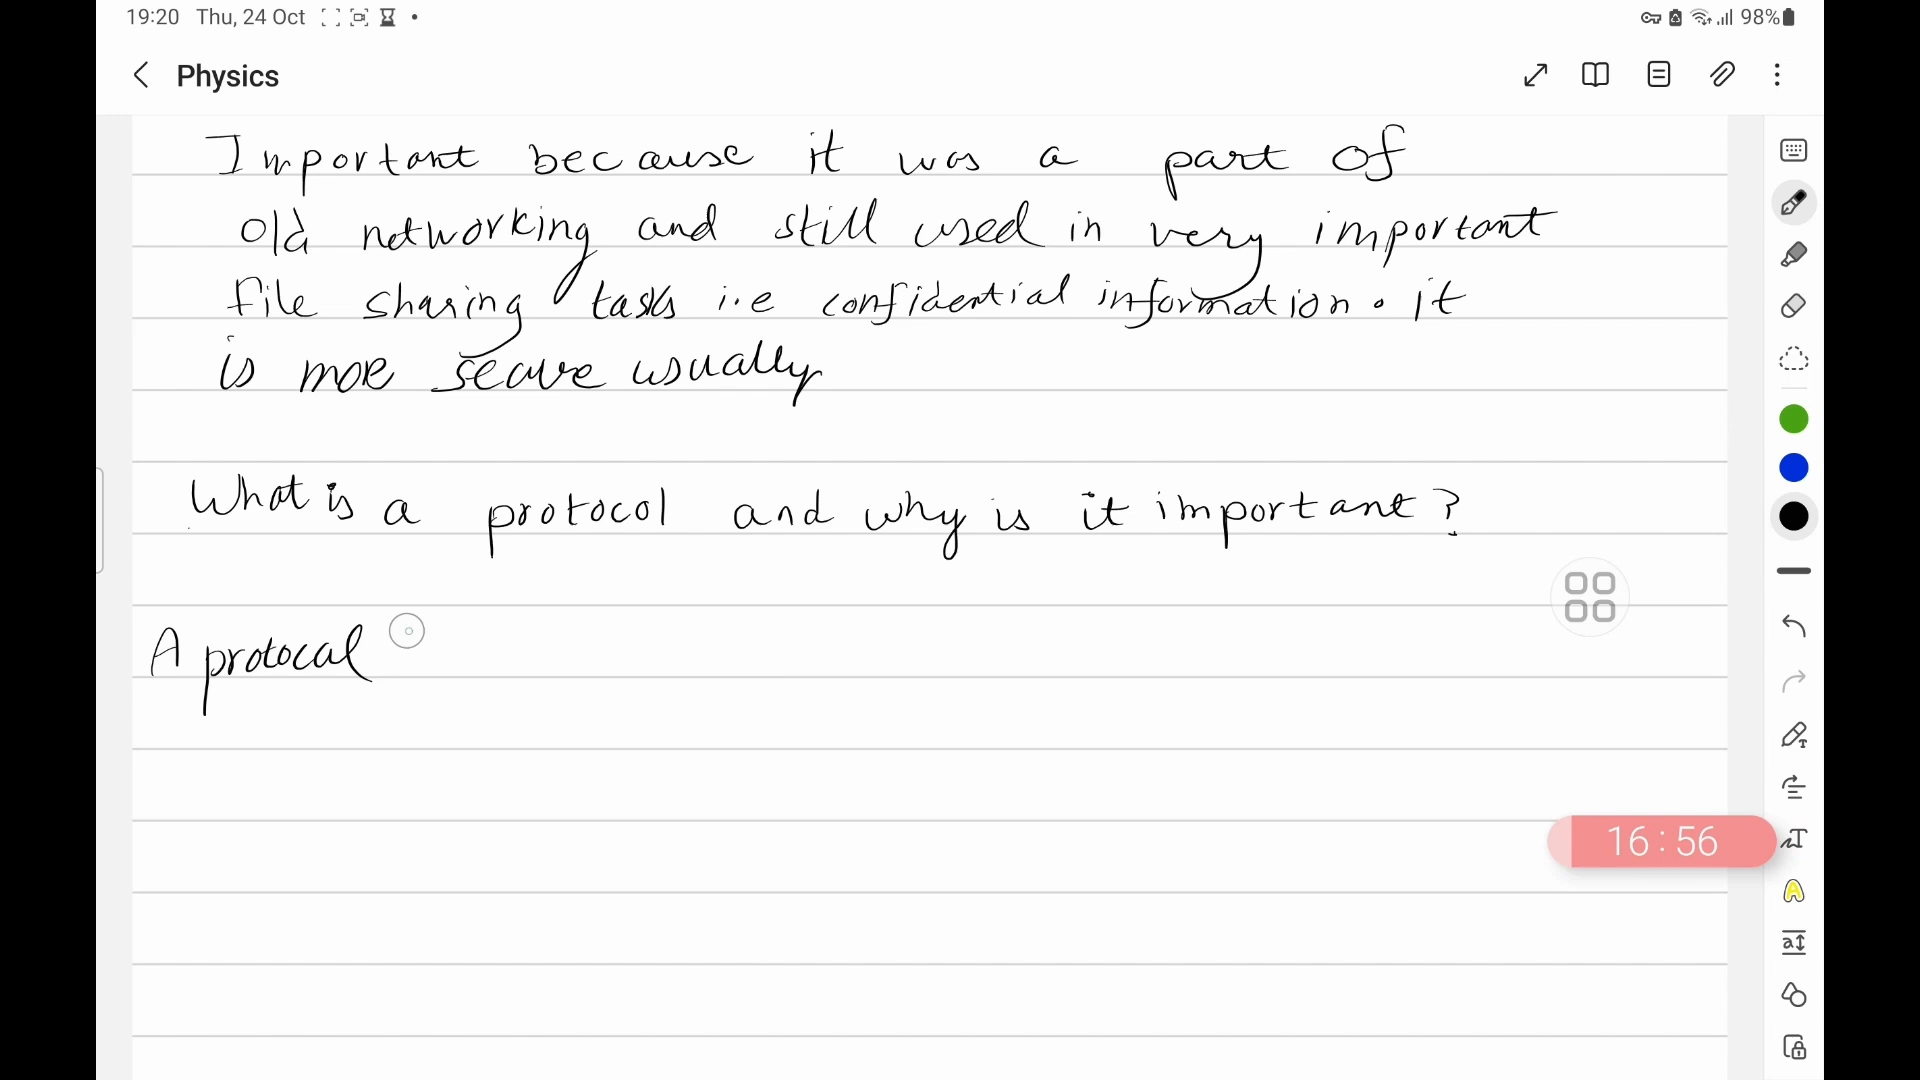 19:20 Thu, 24 Oct 98%
Physics
Important because it was a part of
old networking and still used in very important
file sharing tasks i.e confidential information. it
is more secure usually
What is a protocol and why is it important?
A protocal
16:56